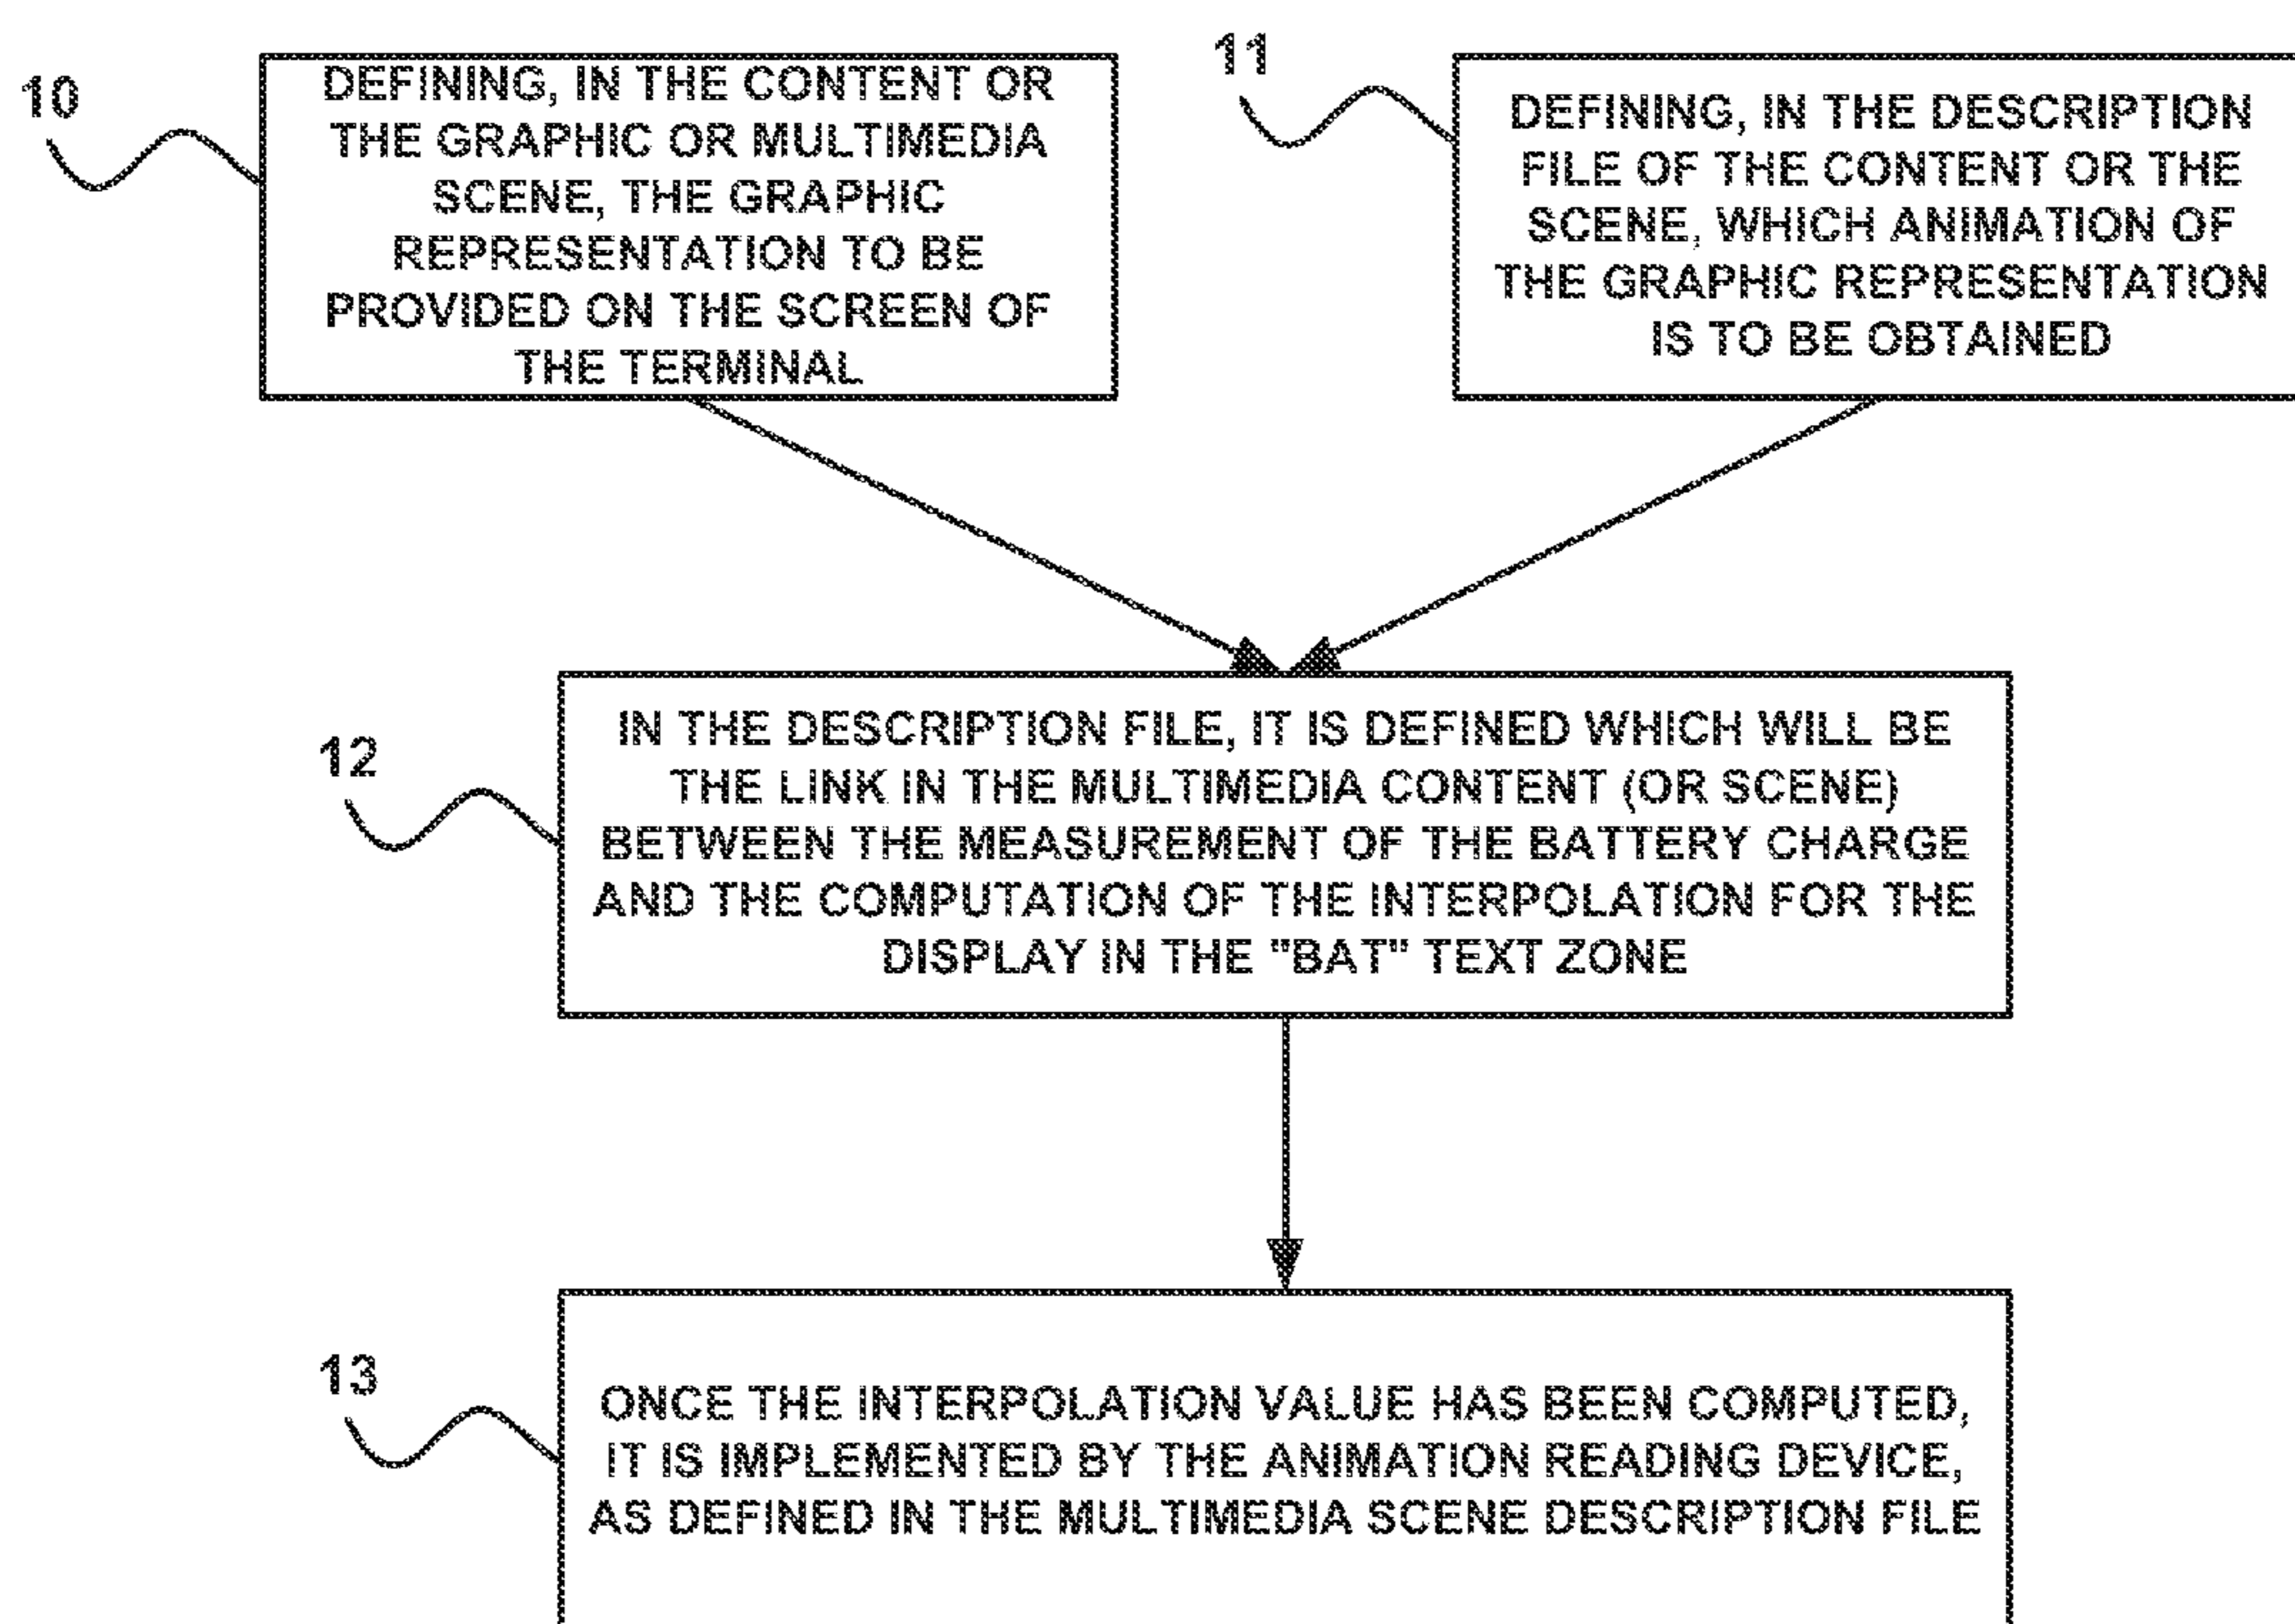 10
DEFINING, IN THE CONTENT OR
THE GRAPHIC OR MULTIMEDIA
SCENE, THE GRAPHIC
REPRESENTATION TO BE
PROVIDED ON THE SCREEN OF
THE TERMINAL
11
DEFINING, IN THE DESCRIPTION
FILE OF THE CONTENT OR THE
SCENE, WHICH ANIMATION OF
THE GRAPHIC REPRESENTATION
IS TO BE OBTAINED
12
IN THE DESCRIPTION FILE, IT IS DEFINED WHICH WILL BE
THE LINK IN THE MULTIMEDIA CONTENT (OR SCENE)
BETWEEN THE MEASUREMENT OF THE BATTERY CHARGE
AND THE COMPUTATION OF THE INTERPOLATION FOR THE
DISPLAY IN THE "BAT" TEXT ZONE
13
ONCE THE INTERPOLATION VALUE HAS BEEN COMPUTED,
IT IS IMPLEMENTED BY THE ANIMATION READING DEVICE,
AS DEFINED IN THE MULTIMEDIA SCENE DESCRIPTION FILE